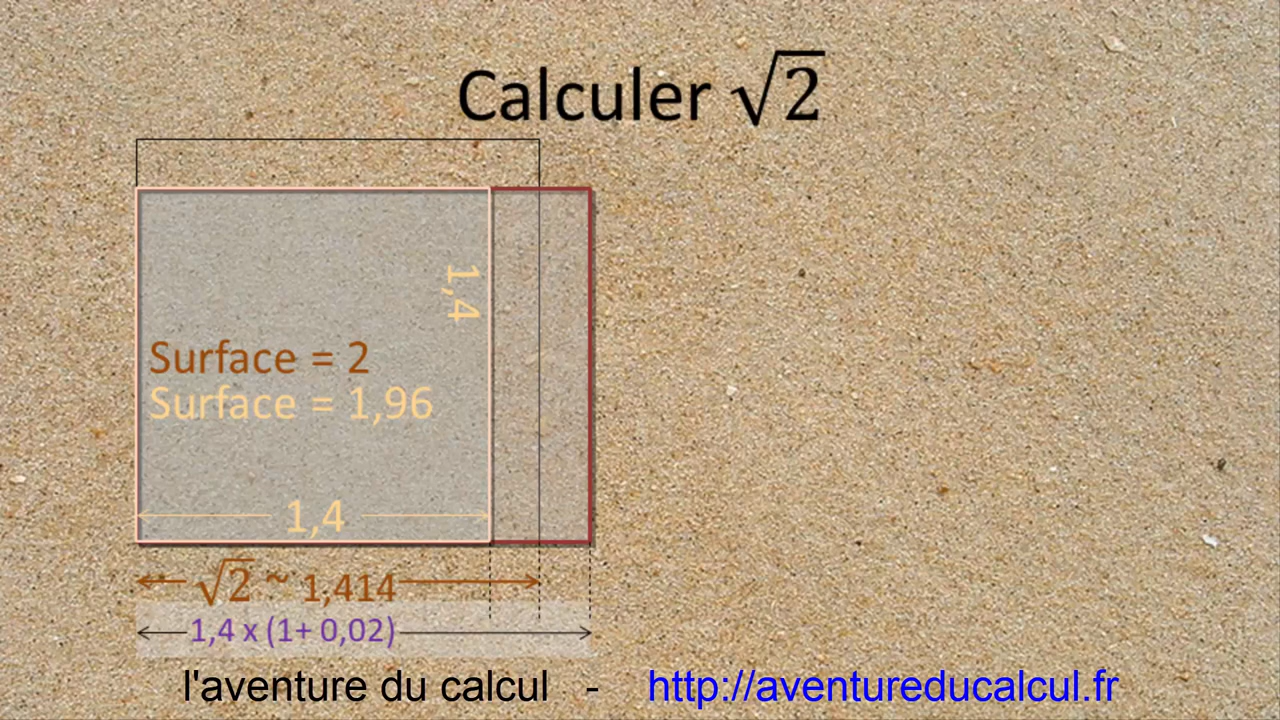 Calculer √2
1,4
Surface = 2
Surface = 1,96
1,4
√2 ~ 1,414
1,4 x (1+ 0,02)
l'aventure du calcul - http://aventureducalcul.fr